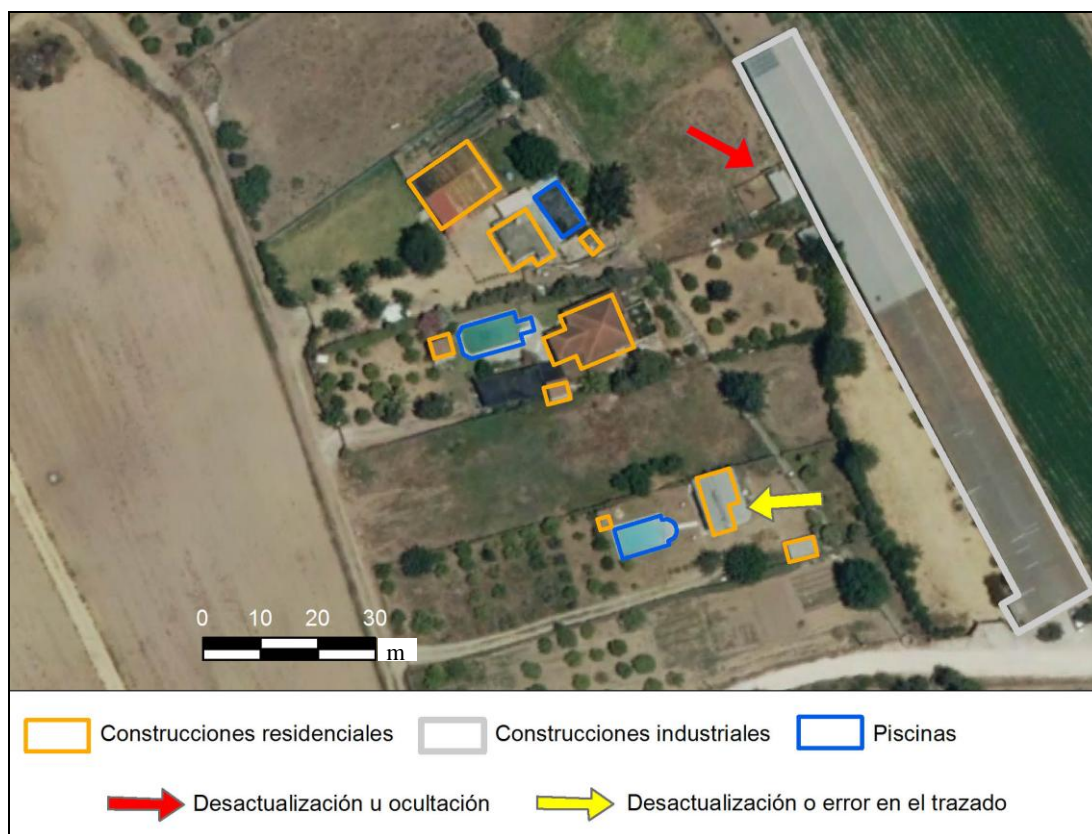 0 10 20 30
m
Construcciones residenciales Construcciones industriales Piscinas
Desactualización u ocultación Desactualización o error en el trazado